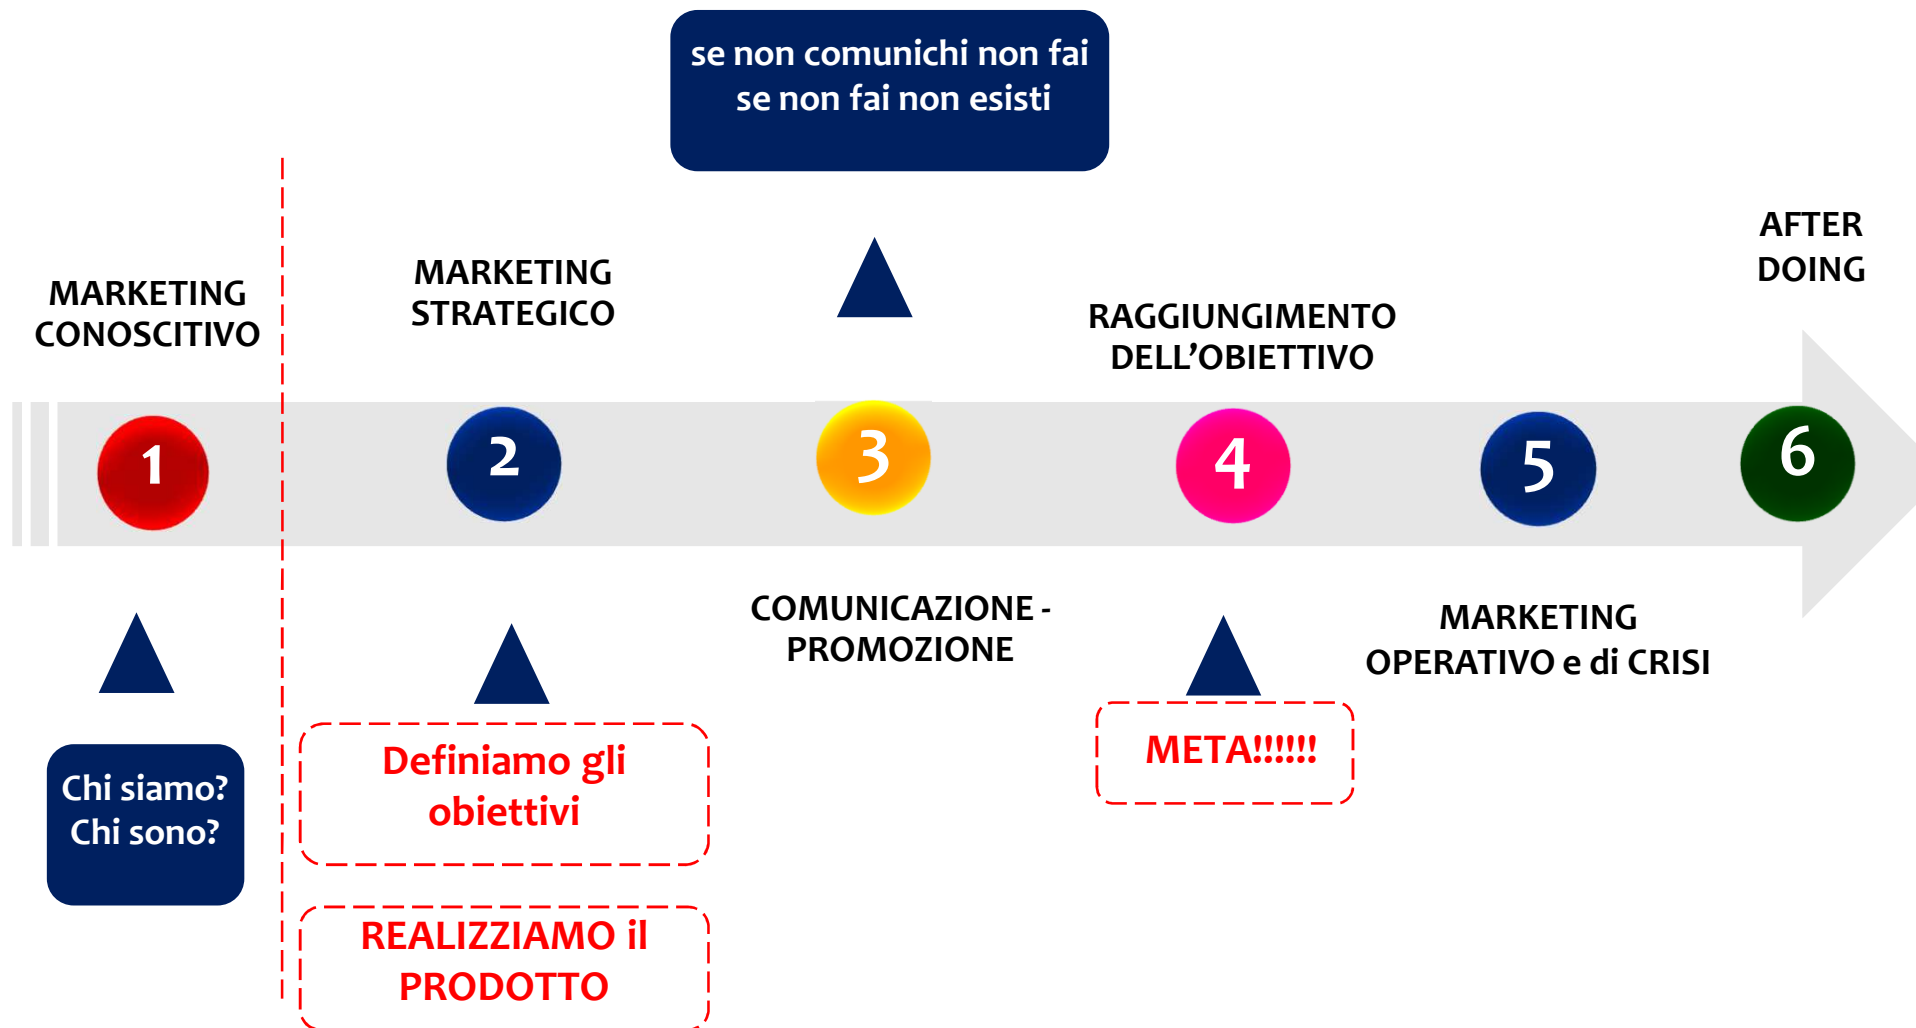 se non comunichi non fai
se non fai non esisti
AFTER
DOING
MARKETING
STRATEGICO
MARKETING
CONOSCITIVO
RAGGIUNGIMENTO
DELL’OBIETTIVO
1
2
3
4
5
6
COMUNICAZIONE -
PROMOZIONE
MARKETING
OPERATIVO e di CRISI
Chi siamo?
Chi sono?
Definiamo gli
obiettivi
META!!!!!!
REALIZZIAMO il
PRODOTTO